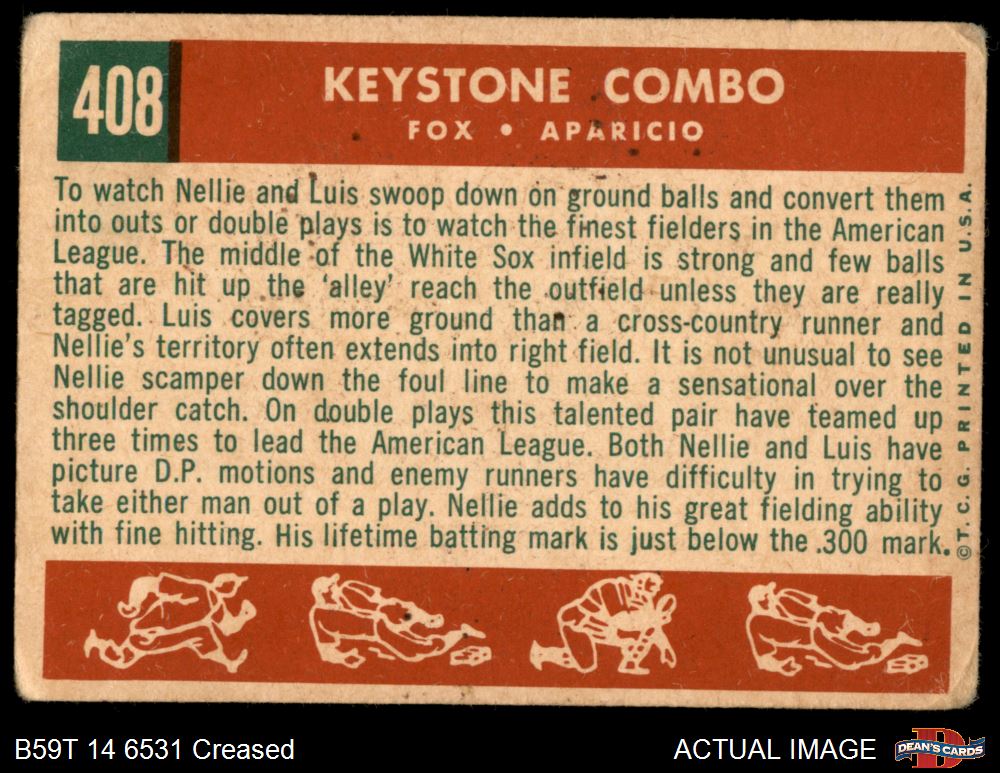 408
KEYSTONE COMBO
FOX • APARICIO
To watch Nellie and Luis swoop down on ground balls and convert them
into outs or double plays is to watch the finest fielders in the American
League. The middle of the White Sox infield is strong and few balls
that are hit up the 'alley' reach the outfield unless they are really
tagged. Luis covers more ground than a cross-country runner and
Nellie's territory often extends into right field. It is not unusual to see
Nellie scamper down the foul line to make a sensational over the
shoulder catch. On double plays this talented pair have teamed up
three times to lead the American League. Both Nellie and Luis have
picture D.P. motions and enemy runners have difficulty in trying to
take either man out of a play. Nellie adds to his great fielding ability
with fine hitting. His lifetime batting mark is just below the .300 mark.
©T. C. G. PRINTED IN U.S.A.
B59T 14 6531 Creased
ACTUAL IMAGE
DEAN'S CARDS